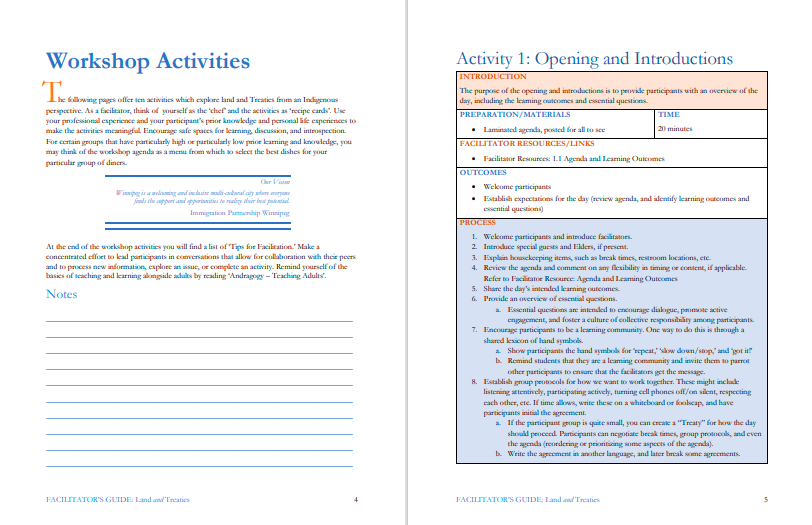 Workshop Activities
The following pages offer ten activities which explore land and Treaties from an Indigenous
perspective. As a facilitator, think of yourself as the 'chef' and the activities as 'recipe cards'. Use
your professional experience and your participant's prior knowledge and personal life experiences to
make the activities meaningful. Encourage safe spaces for learning, discussion, and introspection.
For certain groups that have particularly high or particularly low prior learning and knowledge, you
may think of the workshop agenda as a menu from which to select the best dishes for your
particular group of diners.
Our Vision
Winnipeg is a welcoming and inclusive multi-cultural city where everyone
finds the support and opportunities to realize their best potential.
Immigration Partnership Winnipeg
At the end of the workshop activities you will find a list of 'Tips for Facilitation.' Make a
concentrated effort to lead participants in conversations that allow for collaboration with their peers
and to process new information, explore an issue, or complete an activity. Remind yourself of the
basics of teaching and learning alongside adults by reading 'Andragogy – Teaching Adults'.
Notes
FACILITATOR'S GUIDE: Land and Treaties 4
Activity 1: Opening and Introductions
INTRODUCTION
The purpose of the opening and introductions is to provide participants with an overview of the
day, including the learning outcomes and essential questions.
PREPARATION/MATERIALS
• Laminated agenda, posted for all to see
TIME
20 minutes
FACILITATOR RESOURCES/LINKS
• Facilitator Resources: 1.1 Agenda and Learning Outcomes
OUTCOMES
• Welcome participants
• Establish expectations for the day (review agenda, and identify learning outcomes and
essential questions)
PROCESS
1. Welcome participants and introduce facilitators.
2. Introduce special guests and Elders, if present.
3. Explain housekeeping items, such as break times, restroom locations, etc.
4. Review the agenda and comment on any flexibility in timing or content, if applicable.
Refer to Facilitator Resource: Agenda and Learning Outcomes
5. Share the day's intended learning outcomes.
6. Provide an overview of essential questions.
a. Essential questions are intended to encourage dialogue, promote active
engagement, and foster a culture of collective responsibility among participants.
7. Encourage participants to be a learning community. One way to do this is through a
shared lexicon of hand symbols.
a. Show participants the hand symbols for 'repeat,' 'slow down/stop,' and 'got it!'
b. Remind students that they are a learning community and invite them to parrot
other participants to ensure that the facilitators get the message.
8. Establish group protocols for how we want to work together. These might include
listening attentively, participating actively, turning cell phones off/on silent, respecting
each other, etc. If time allows, write these on a whiteboard or foolscap, and have
participants initial the agreement.
a. If the participant group is quite small, you can create a "Treaty" for how the day
should proceed. Participants can negotiate break times, group protocols, and even
the agenda (reordering or prioritizing some aspects of the agenda).
b. Write the agreement in another language, and later break some agreements.
FACILITATOR'S GUIDE: Land and Treaties 5